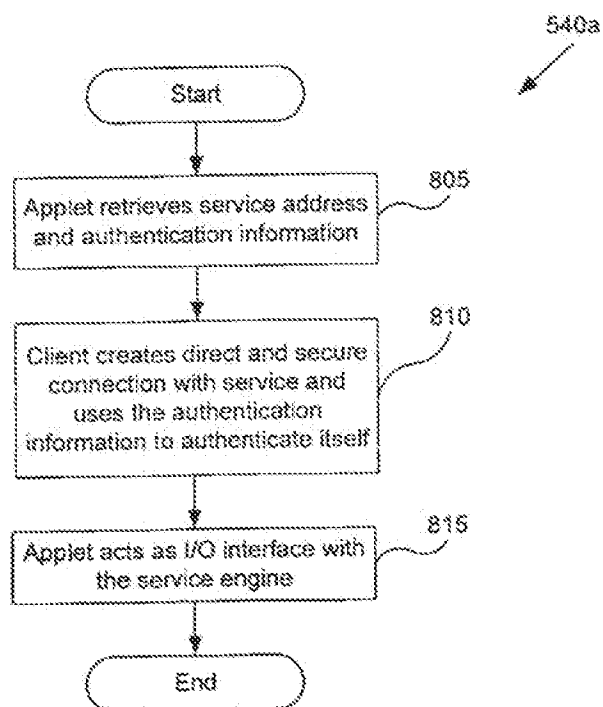 540a
Start
Applet retrieves service address
and authentication information
805
Client creates direct and secure
connection with service and
uses the authentication
information to authenticate itself
810
Applet acts as I/O interface with
the service engine
815
End